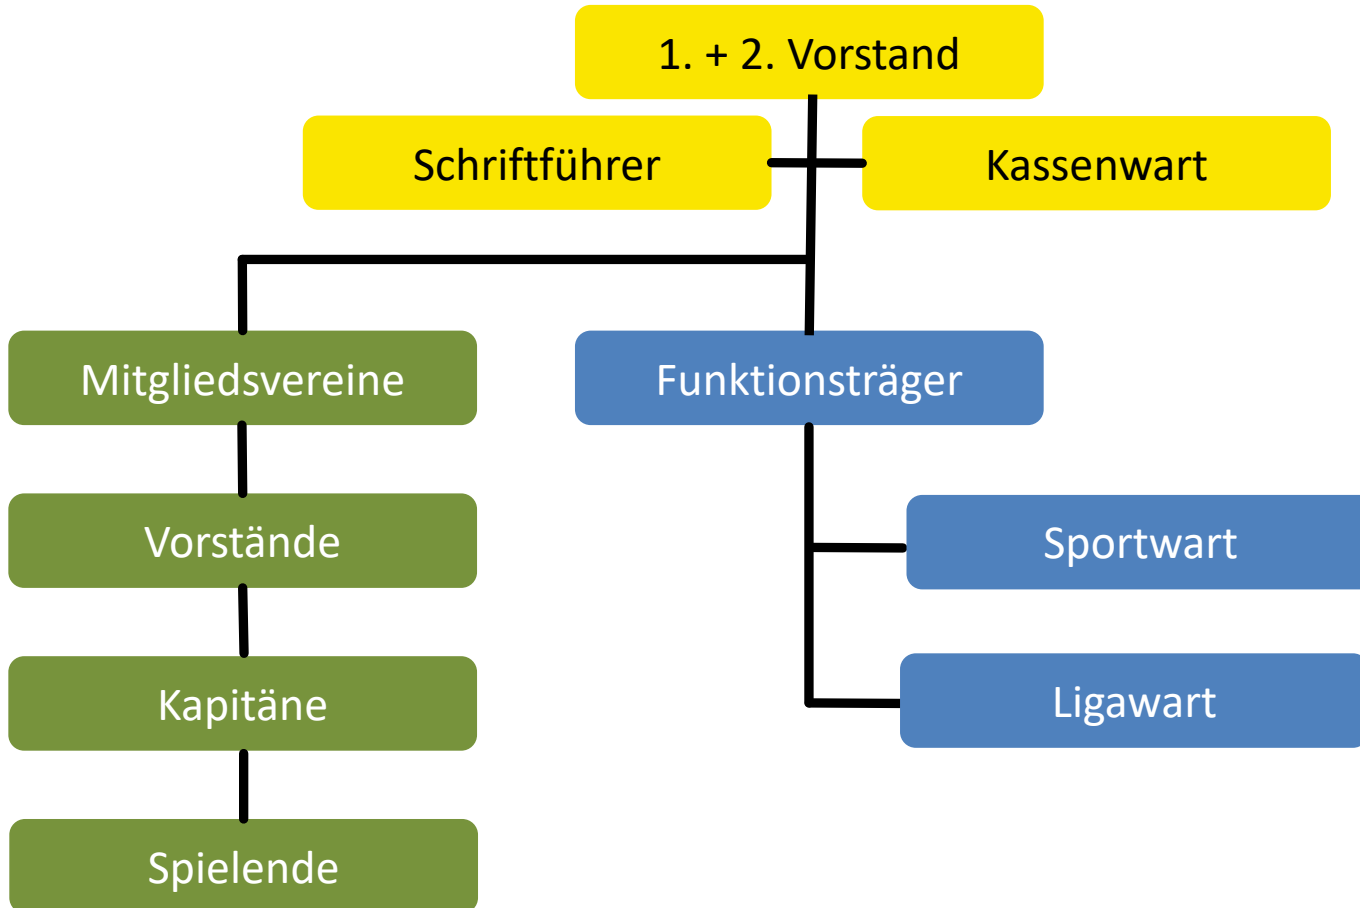 1. + 2. Vorstand
Schriftführer
Kassenwart
Mitgliedsvereine
Funktionsträger
Vorstände
Sportwart
Kapitäne
Ligawart
Spielende